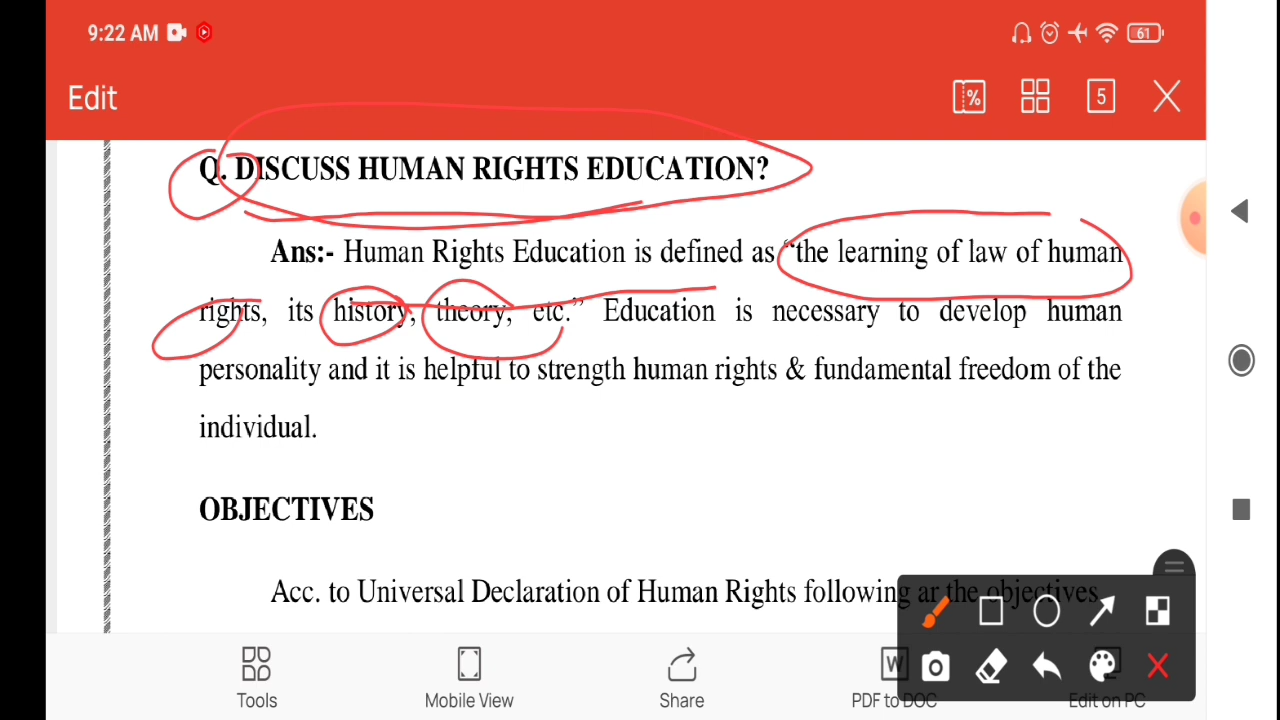 9:22 AM
61
Edit
%
5
Q. DISCUSS HUMAN RIGHTS EDUCATION?
Ans:- Human Rights Education is defined as “the learning of law of human
rights, its history, theory, etc.” Education is necessary to develop human
personality and it is helpful to strength human rights & fundamental freedom of the
individual.
OBJECTIVES
Acc. to Universal Declaration of Human Rights following ar the objectives
W
Tools
Mobile View
Share
PDF to DOC
Edit on PC